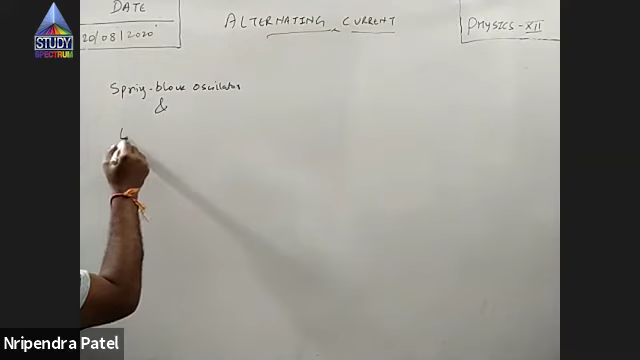 DATE
20/08/2020
STUDY
SPECTRUM
ALTERNATING CURRENT
PHYSICS-XII
Spring-block oscillator
&
L
Nripendra Patel